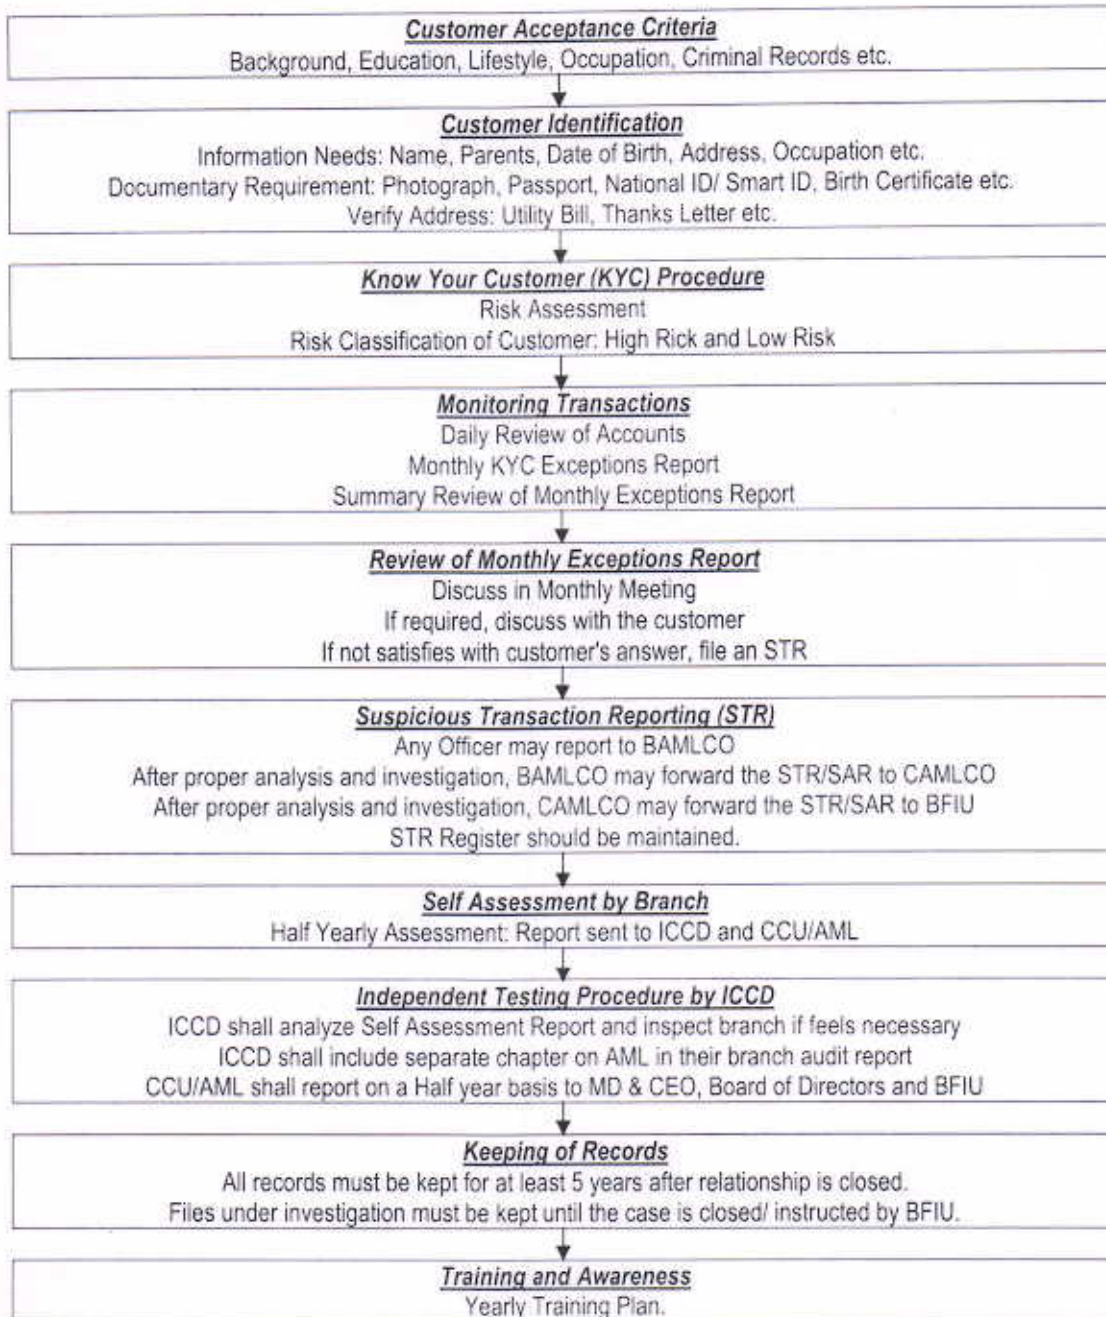 Customer Acceptance Criteria
Background, Education, Lifestyle, Occupation, Criminal Records etc.
Customer Identification
Information Needs: Name, Parents, Date of Birth, Address, Occupation etc.
Documentary Requirement: Photograph, Passport, National ID/ Smart ID, Birth Certificate etc.
Verify Address: Utility Bill, Thanks Letter etc.
Know Your Customer (KYC) Procedure
Risk Assessment
Risk Classification of Customer: High Rick and Low Risk
Monitoring Transactions
Daily Review of Accounts
Monthly KYC Exceptions Report
Summary Review of Monthly Exceptions Report
Review of Monthly Exceptions Report
Discuss in Monthly Meeting
If required, discuss with the customer
If not satisfies with customer's answer, file an STR
Suspicious Transaction Reporting (STR)
Any Officer may report to BAMLCO
After proper analysis and investigation, BAMLCO may forward the STR/SAR to CAMLCO
After proper analysis and investigation, CAMLCO may forward the STR/SAR to BFIU
STR Register should be maintained.
Self Assessment by Branch
Half Yearly Assessment: Report sent to ICCD and CCU/AML
Independent Testing Procedure by ICCD
ICCD shall analyze Self Assessment Report and inspect branch if feels necessary
ICCD shall include separate chapter on AML in their branch audit report
CCU/AML shall report on a Half year basis to MD & CEO, Board of Directors and BFIU
Keeping of Records
All records must be kept for at least 5 years after relationship is closed.
Files under investigation must be kept until the case is closed/ instructed by BFIU.
Training and Awareness
Yearly Training Plan.